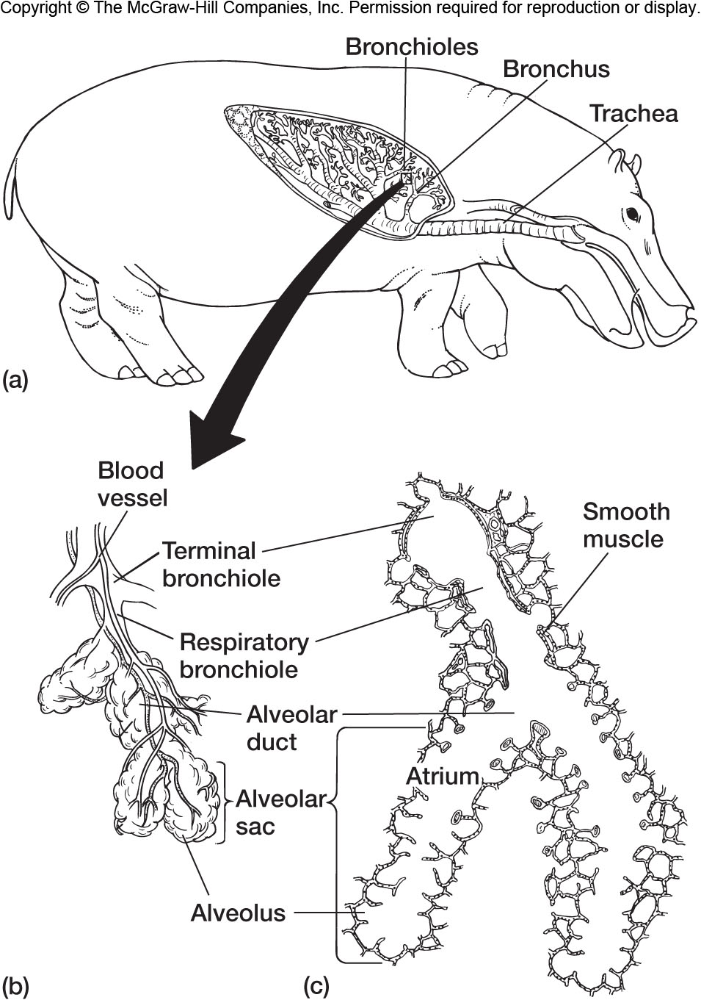 Copyright © The McGraw-Hill Companies, Inc. Permission required for reproduction or display.
Bronchioles
Bronchus
Trachea
(a)
Blood
vessel
Terminal
bronchiole
Smooth
muscle
Respiratory
bronchiole
Alveolar
duct
Atrium
Alveolar
sac
Alveolus
(b)
(c)